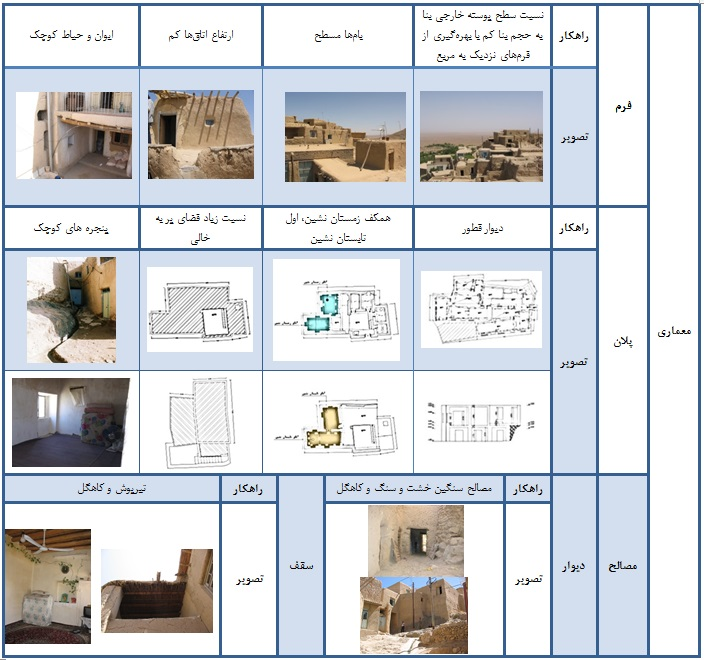 معماری
فرم
راهکار
نسبت سطح پوسته خارجی بنا
به حجم بنا کم با بهره‌گیری از
فرم‌های نزدیک به مربع
بام‌ها مسطح
ارتفاع اتاق‌ها کم
ایوان و حیاط کوچک
تصویر
پلان
راهکار
دیوار قطور
همکف زمستان نشین، اول
تابستان نشین
نسبت زیاد فضای پر به
خالی
پنجره های کوچک
تصویر
مصالح
دیوار
راهکار
مصالح سنگین خشت و سنگ و کاهگل
تصویر
سقف
راهکار
تیرپوش و کاهگل
تصویر